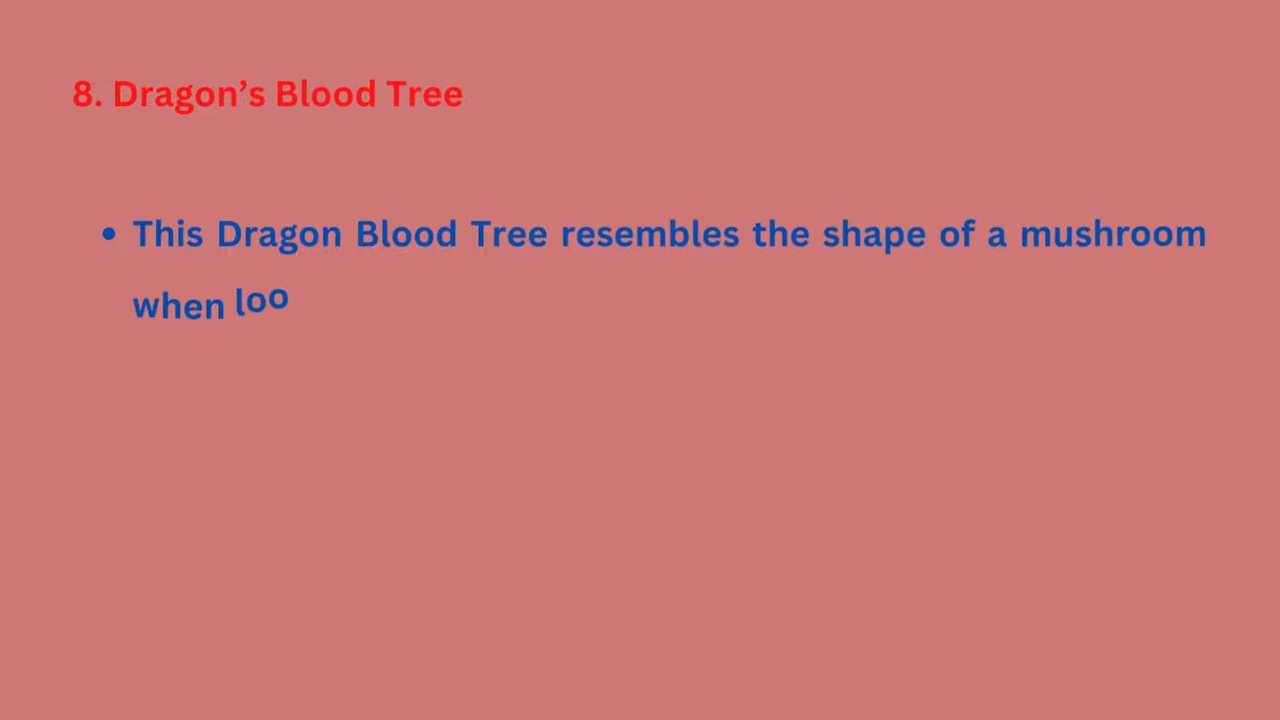 8. Dragon’s Blood Tree
• This Dragon Blood Tree resembles the shape of a mushroom
when loo